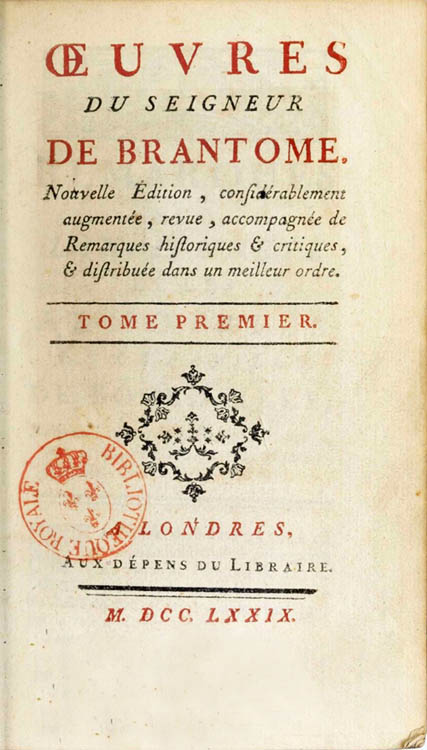 ŒUVRES
DU SEIGNEUR
DE BRANTOME.
Nouvelle Édition, conſidérablement
augmentée, revue, accompagnée de
Remarques hiſtoriques & critiques,
& diſtribuée dans un meilleur ordre.
TOME PREMIER.
BIBLIOTHEQUE ROYALE
A LONDRES,
AUX DÉPENS DU LIBRAIRE.
M. DCC. LXXIX.